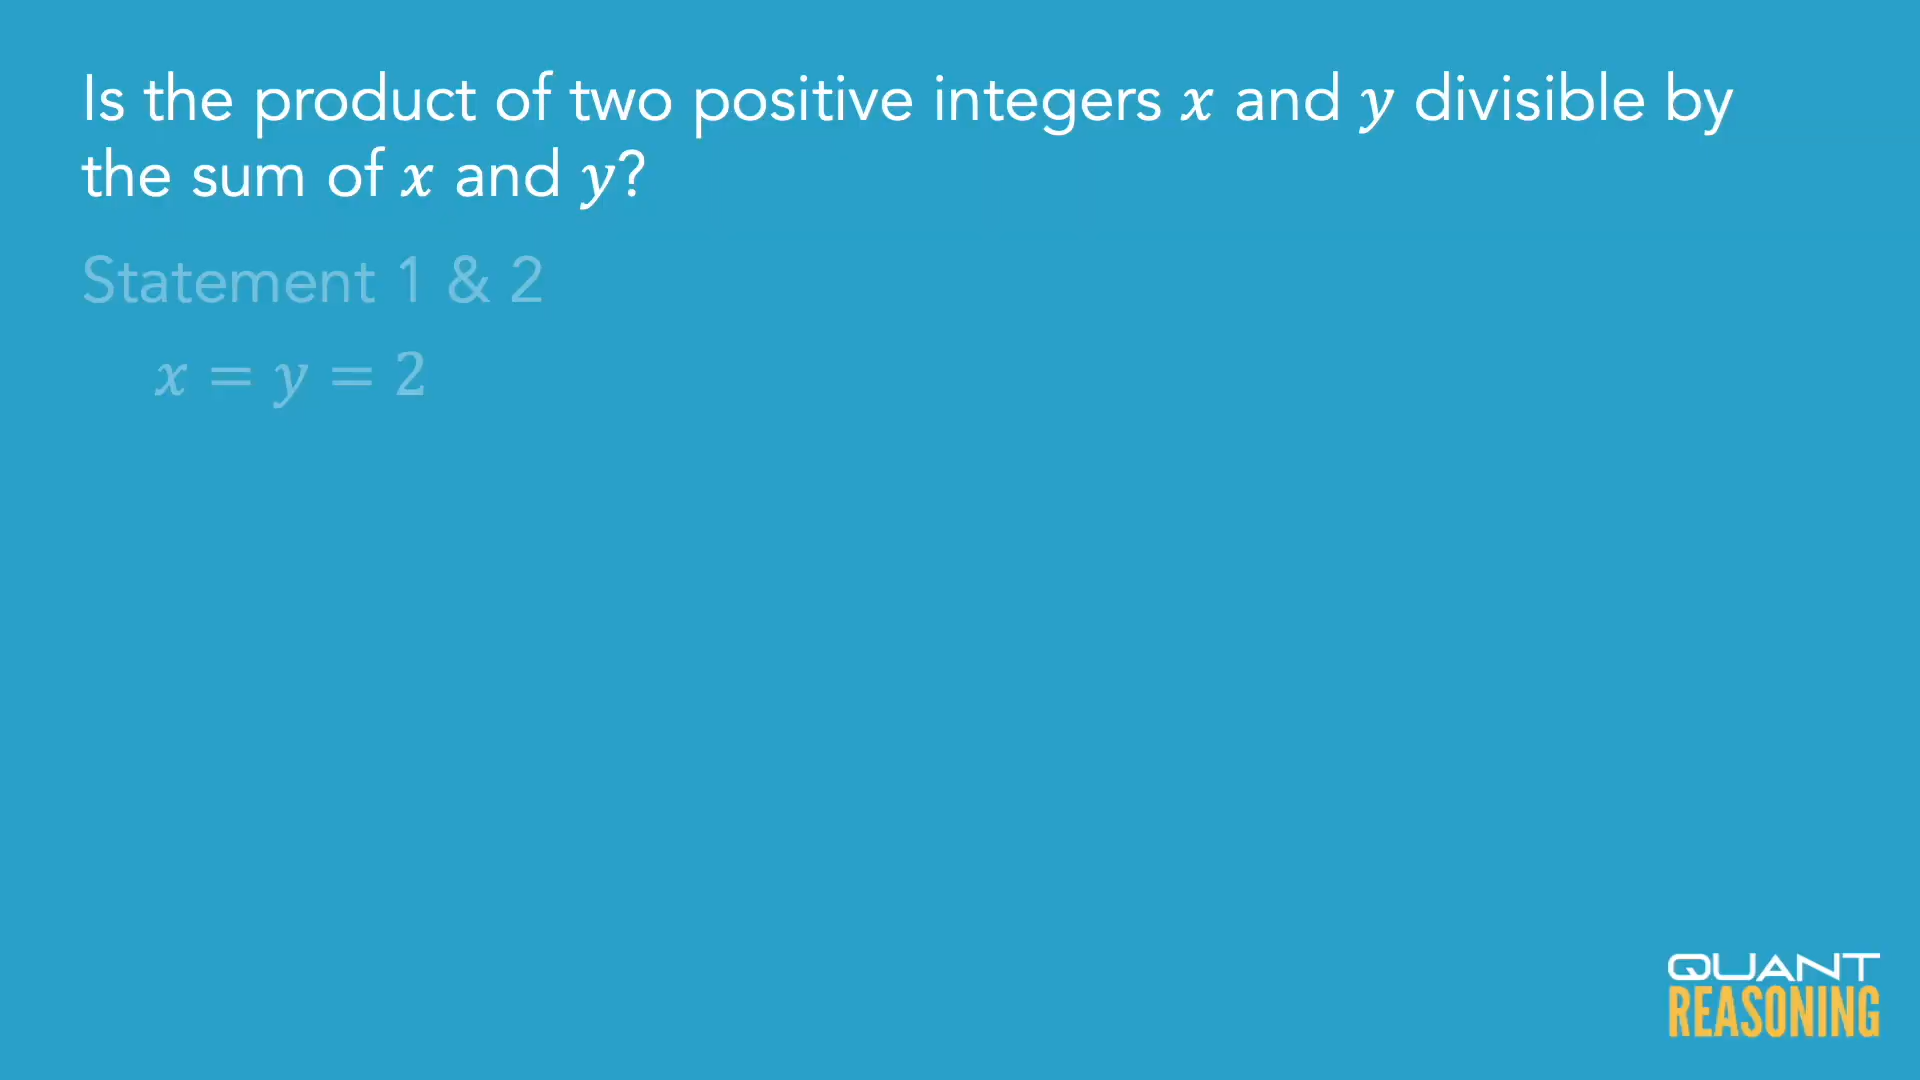 Is the product of two positive integers x and y divisible by
the sum of x and y?
Statement 1 & 2
x = y = 2
QUANT
REASONING